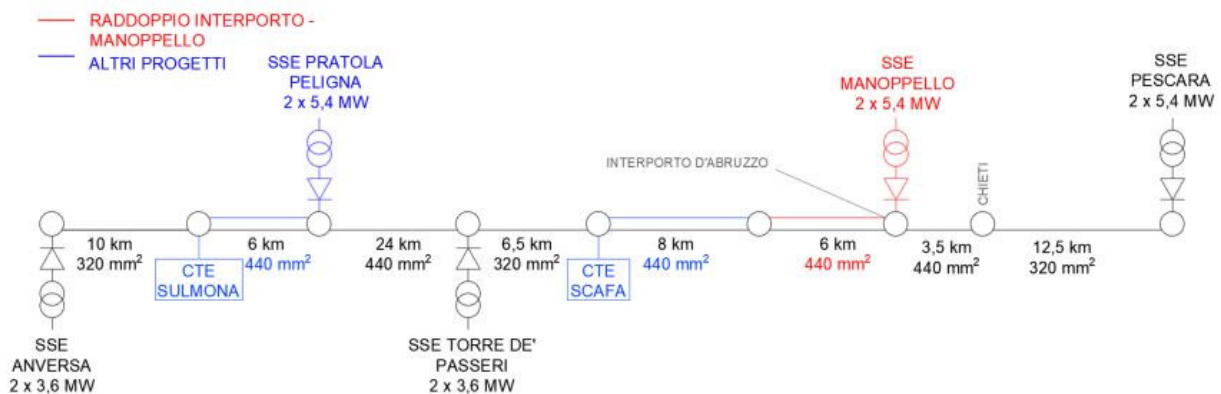 RADDOPPIO INTERPORTO -
MANOPPELLO
ALTRI PROGETTI
SSE PRATOLA
PELIGNA
2 x 5,4 MW
SSE
MANOPPELLO
2 x 5,4 MW
SSE
PESCARA
2 x 5,4 MW
INTERPORTO D'ABRUZZO
CHIETI
10 km
320 mm²
6 km
440 mm²
24 km
440 mm²
6,5 km
320 mm²
8 km
440 mm²
6 km
440 mm²
3,5 km
440 mm²
12,5 km
320 mm²
CTE
SULMONA
CTE
SCAFA
SSE
ANVERSA
2 x 3,6 MW
SSE TORRE DE'
PASSERI
2 x 3,6 MW